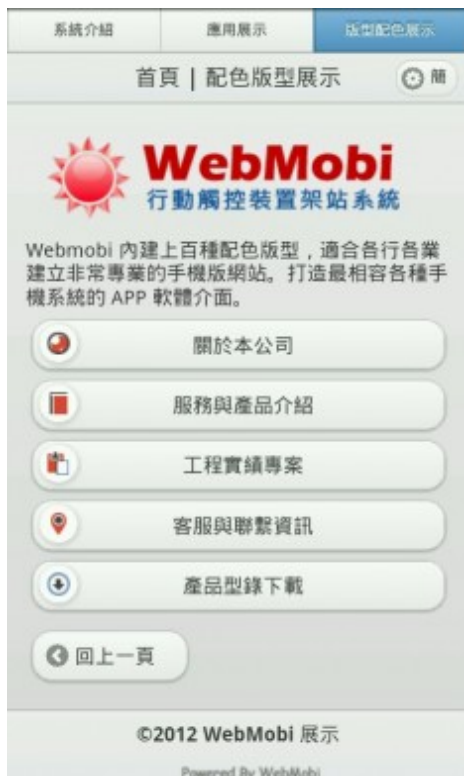 系統介紹 應用展示 版型配色展示
首頁 | 配色版型展示 簡
WebMobi
行動觸控裝置架站系統
Webmobi 內建上百種配色版型，適合各行各業
建立非常專業的手機版網站。打造最相容各種手
機系統的 APP 軟體介面。
關於本公司
服務與產品介紹
工程實績專案
客服與聯繫資訊
產品型錄下載
回上一頁
©2012 WebMobi 展示
Powered By WebMobi